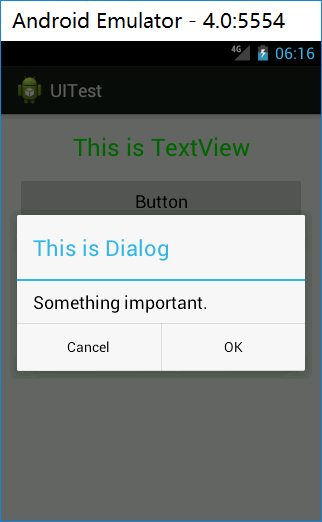 Android Emulator - 4.0:5554
4G 06:16
UITest
This is TextView
Button
This is Dialog
Something important.
Cancel OK